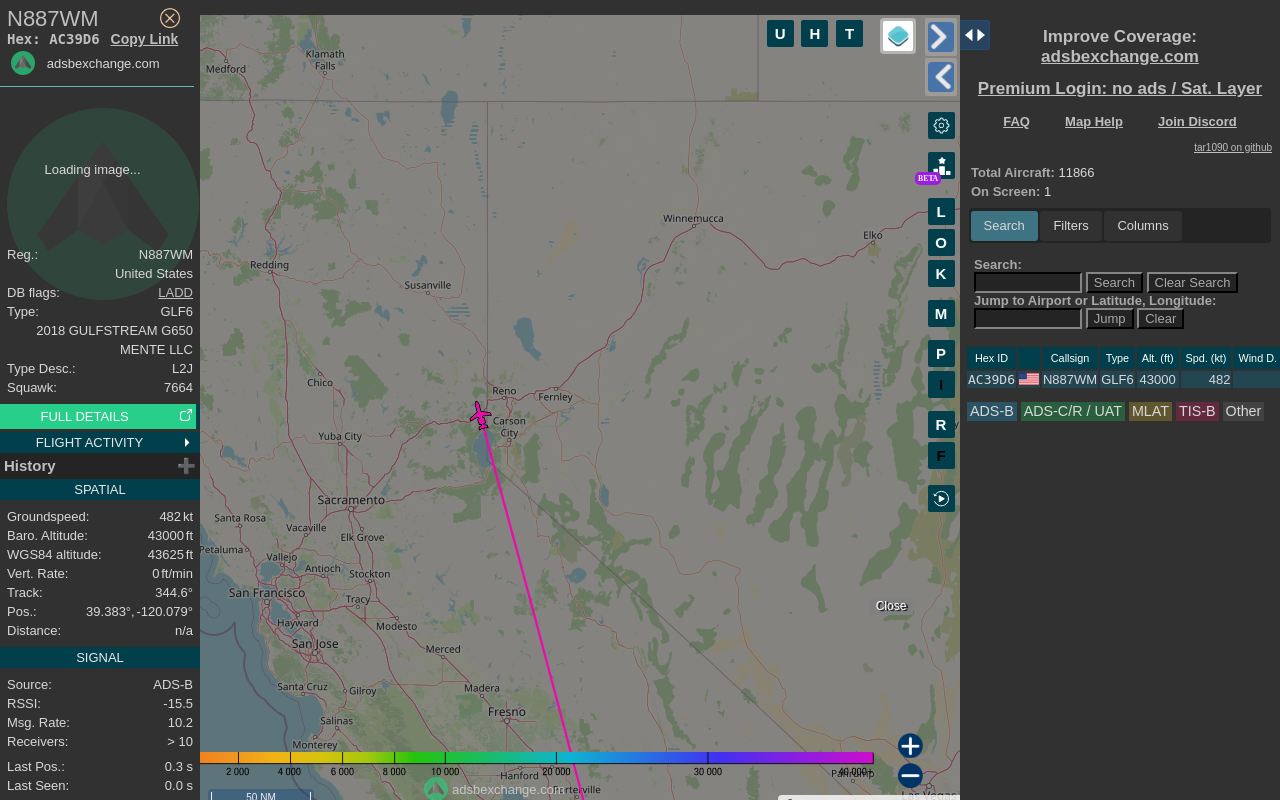 N887WM
Hex: AC39D6 Copy Link
adsbexchange.com
Loading image...
Reg.: N887WM
United States
DB flags: LADD
Type: GLF6
2018 GULFSTREAM G650
MENTE LLC
Type Desc.: L2J
Squawk: 7664
FULL DETAILS
FLIGHT ACTIVITY
History
SPATIAL
Groundspeed: 482 kt
Baro. Altitude: 43000 ft
WGS84 altitude: 43625 ft
Vert. Rate: 0 ft/min
Track: 344.6°
Pos.: 39.383°, -120.079°
Distance: n/a
SIGNAL
Source: ADS-B
RSSI: -15.5
Msg. Rate: 10.2
Receivers: > 10
Last Pos.: 0.3 s
Last Seen: 0.0 s
U H T
Klamath
Falls
Medford
BETA
L
O
K
M
P
I
R
F
Winnemucca
Elko
Redding
Susanville
Chico
Reno
Fernley
Carson
City
Yuba City
Sacramento
Santa Rosa
Vacaville
Elk Grove
Petaluma
Vallejo
Antioch
Stockton
San Francisco
Tracy
Hayward
Modesto
San Jose
Merced
Santa Cruz
Gilroy
Madera
Salinas
Fresno
Monterey
Close
2 000 4 000 6 000 8 000 10 000 20 000 30 000 40 000+
Hanford
Pahrump
Porterville
Las Vegas
adsbexchange.com
50 NM
Improve Coverage:
adsbexchange.com
Premium Login: no ads / Sat. Layer
FAQ Map Help Join Discord
tar1090 on github
Total Aircraft: 11866
On Screen: 1
Search Filters Columns
Search:
Search Clear Search
Jump to Airport or Latitude, Longitude:
Jump Clear
Hex ID Callsign Type Alt. (ft) Spd. (kt) Wind D.
AC39D6 N887WM GLF6 43000 482
ADS-B ADS-C/R / UAT MLAT TIS-B Other